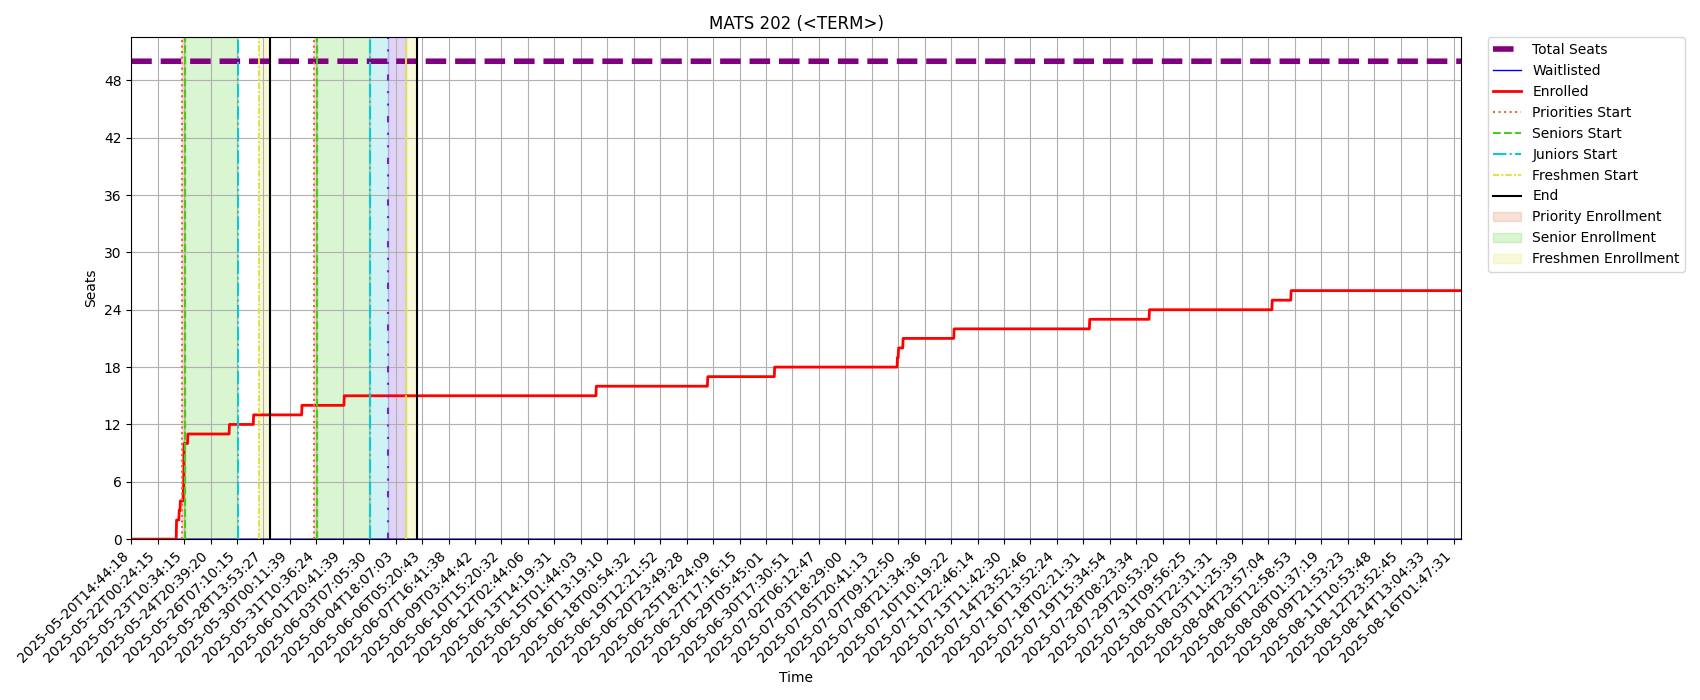 MATS 202 (<TERM>)
Total Seats
Waitlisted
Enrolled
Priorities Start
Seniors Start
Juniors Start
Freshmen Start
End
Priority Enrollment
Senior Enrollment
Freshmen Enrollment
Seats
48
42
36
30
24
18
12
6
0
2025-05-20T14:44:18
2025-05-22T00:24:15
2025-05-23T10:34:15
2025-05-24T20:39:20
2025-05-26T07:10:15
2025-05-28T13:53:27
2025-05-30T00:11:39
2025-05-31T10:36:24
2025-06-01T20:41:39
2025-06-03T07:05:30
2025-06-04T18:07:03
2025-06-06T05:20:43
2025-06-07T16:41:38
2025-06-09T03:44:42
2025-06-10T15:20:32
2025-06-12T02:44:06
2025-06-13T14:19:31
2025-06-15T01:44:03
2025-06-16T13:19:10
2025-06-18T00:54:32
2025-06-19T12:21:52
2025-06-20T23:49:28
2025-06-25T18:24:09
2025-06-27T17:16:15
2025-06-29T05:45:01
2025-06-30T17:30:51
2025-07-02T06:12:47
2025-07-03T18:29:00
2025-07-05T20:41:13
2025-07-07T09:12:50
2025-07-08T21:34:36
2025-07-10T10:19:22
2025-07-11T22:46:14
2025-07-13T11:42:30
2025-07-14T23:52:46
2025-07-16T13:52:24
2025-07-18T02:21:31
2025-07-19T15:34:54
2025-07-28T08:23:34
2025-07-29T20:53:20
2025-07-31T09:56:25
2025-08-01T22:31:31
2025-08-03T11:25:39
2025-08-04T23:57:04
2025-08-06T12:58:53
2025-08-08T01:37:19
2025-08-09T21:53:23
2025-08-11T10:53:48
2025-08-12T23:52:45
2025-08-14T13:04:33
2025-08-16T01:47:31
Time